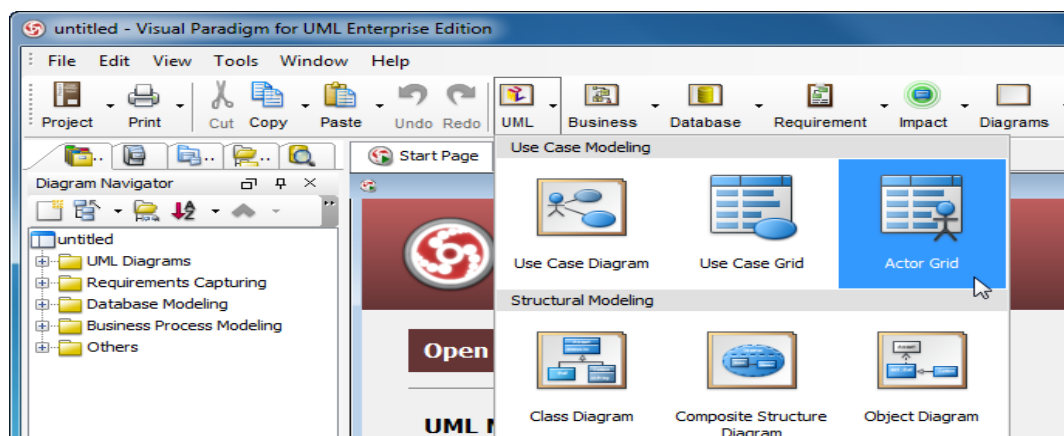 untitled - Visual Paradigm for UML Enterprise Edition
File Edit View Tools Window Help
Project Print Cut Copy Paste Undo Redo UML Business Database Requirement Impact Diagrams
Start Page
Use Case Modeling
Diagram Navigator
Use Case Diagram Use Case Grid Actor Grid
untitled
UML Diagrams
Requirements Capturing
Database Modeling
Business Process Modeling
Others
Structural Modeling
Open
Class Diagram Composite Structure Diagram Object Diagram
UML